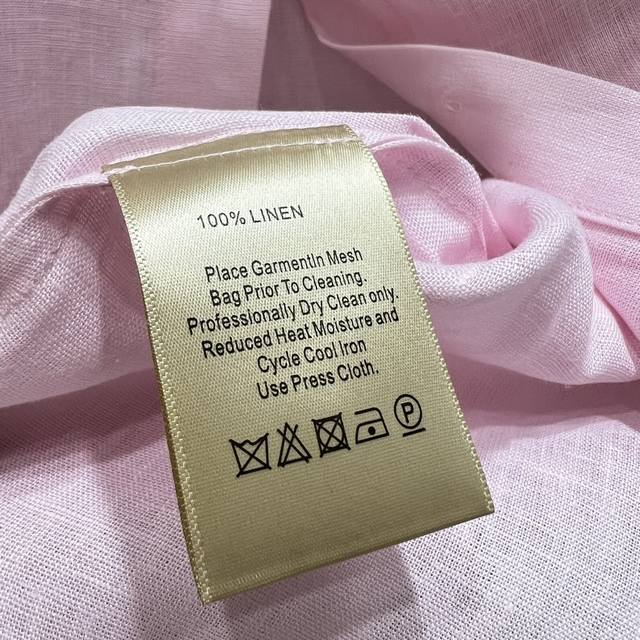 100% LINEN
Place GarmentIn Mesh
Bag Prior To Cleaning.
Professionally Dry Clean only.
Reduced Heat Moisture and
Cycle Cool Iron
Use Press Cloth.
P